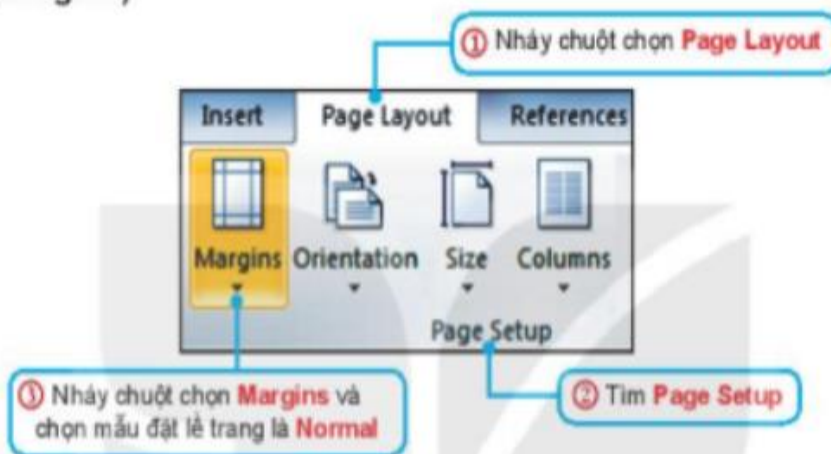 ① Nháy chuột chọn Page Layout
Insert Page Layout References
Margins Orientation Size Columns
Page Setup
③ Nháy chuột chọn Margins và
chọn mẫu đặt lề trang là Normal
② Tìm Page Setup